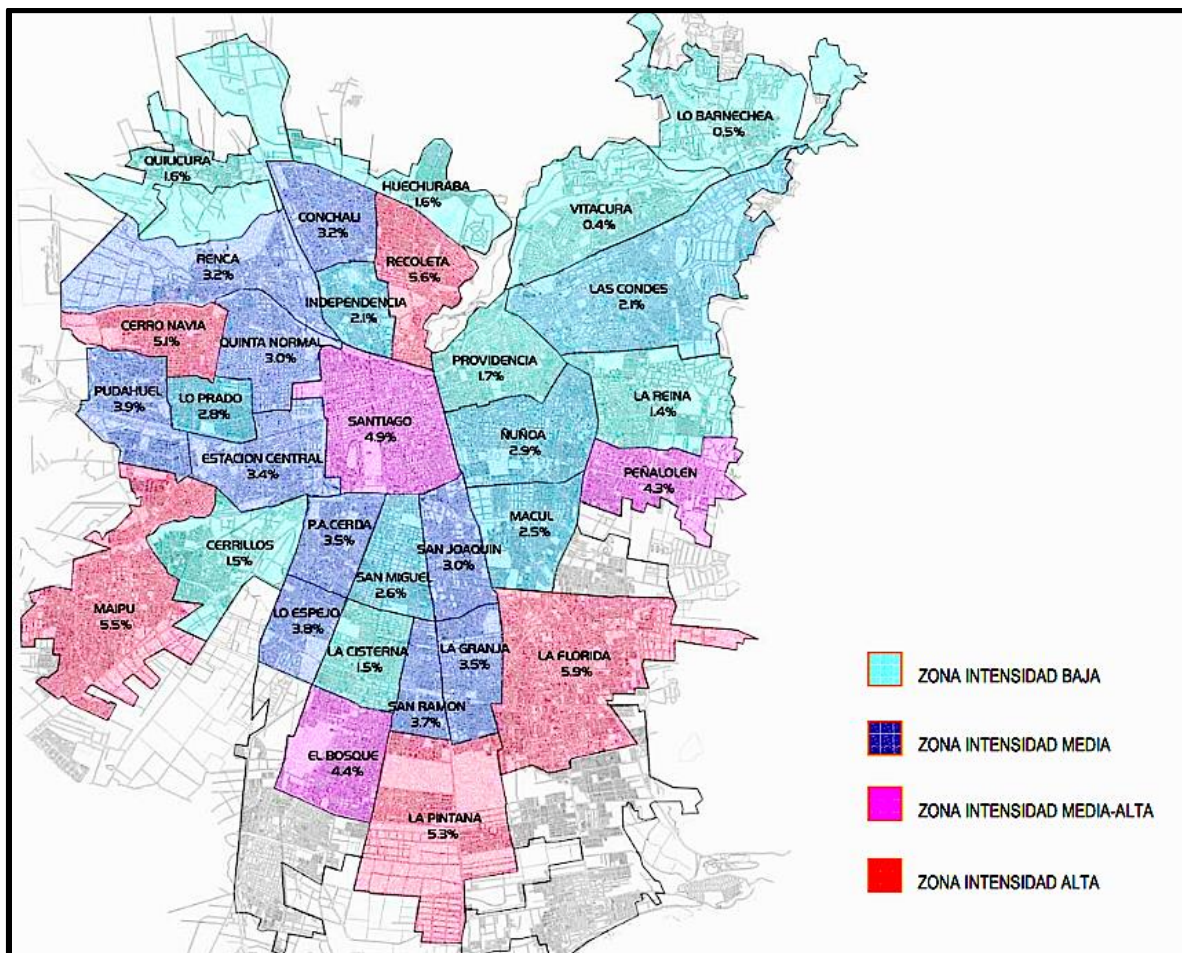 LO BARNECHEA
0.5%
QUILICURA
1.6%
HUECHURABA
1.6%
VITACURA
0.4%
CONCHALI
3.2%
RECOLETA
5.6%
RENCA
3.2%
LAS CONDES
2.1%
INDEPENDENCIA
2.1%
CERRO NAVIA
5.1%
QUINTA NORMAL
3.0%
PROVIDENCIA
1.7%
PUDAHUEL
3.9%
LO PRADO
2.8%
LA REINA
1.4%
SANTIAGO
4.9%
ÑUÑOA
2.9%
ESTACION CENTRAL
3.4%
PEÑALOLEN
4.3%
P.A.CERDA
3.5%
MACUL
2.5%
CERRILLOS
1.5%
SAN JOAQUIN
3.0%
SAN MIGUEL
2.6%
MAIPU
5.5%
LO ESPEJO
3.8%
LA CISTERNA
1.5%
LA GRANJA
3.5%
LA FLORIDA
5.9%
SAN RAMON
3.7%
EL BOSQUE
4.4%
LA PINTANA
5.3%
ZONA INTENSIDAD BAJA
ZONA INTENSIDAD MEDIA
ZONA INTENSIDAD MEDIA-ALTA
ZONA INTENSIDAD ALTA